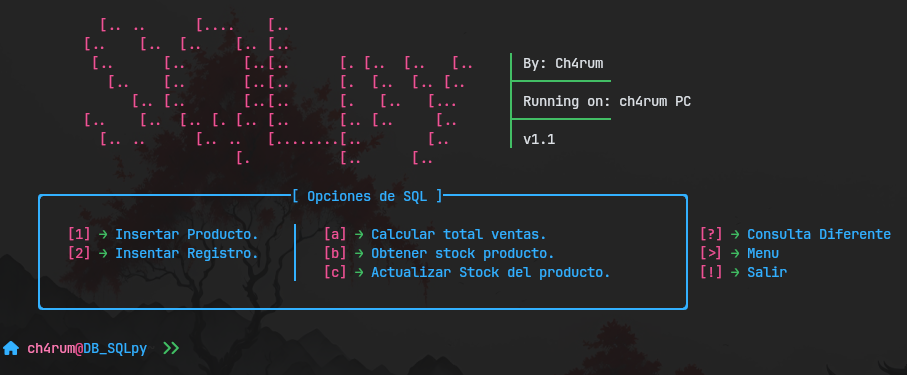 [.. ..      [....    [..
[..    [..  [..    [.. [..
[..      [..       [..[..      [. [..  [..   [..
[..    [..       [..[..      [.  [..  [.. [..
[.. [..       [..[..      [.   [..   [...
[..    [..  [.. [. [.. [..      [.. [..     [..
[.. ..      [.. ..   [........[..        [..
[.           [..      [..
By: Ch4rum
Running on: ch4rum PC
v1.1
[ Opciones de SQL ]
[1] → Insertar Producto.
[2] → Insentar Registro.
[a] → Calcular total ventas.
[b] → Obtener stock producto.
[c] → Actualizar Stock del producto.
[?] → Consulta Diferente
[>] → Menu
[!] → Salir
ch4rum@DB_SQLpy >>